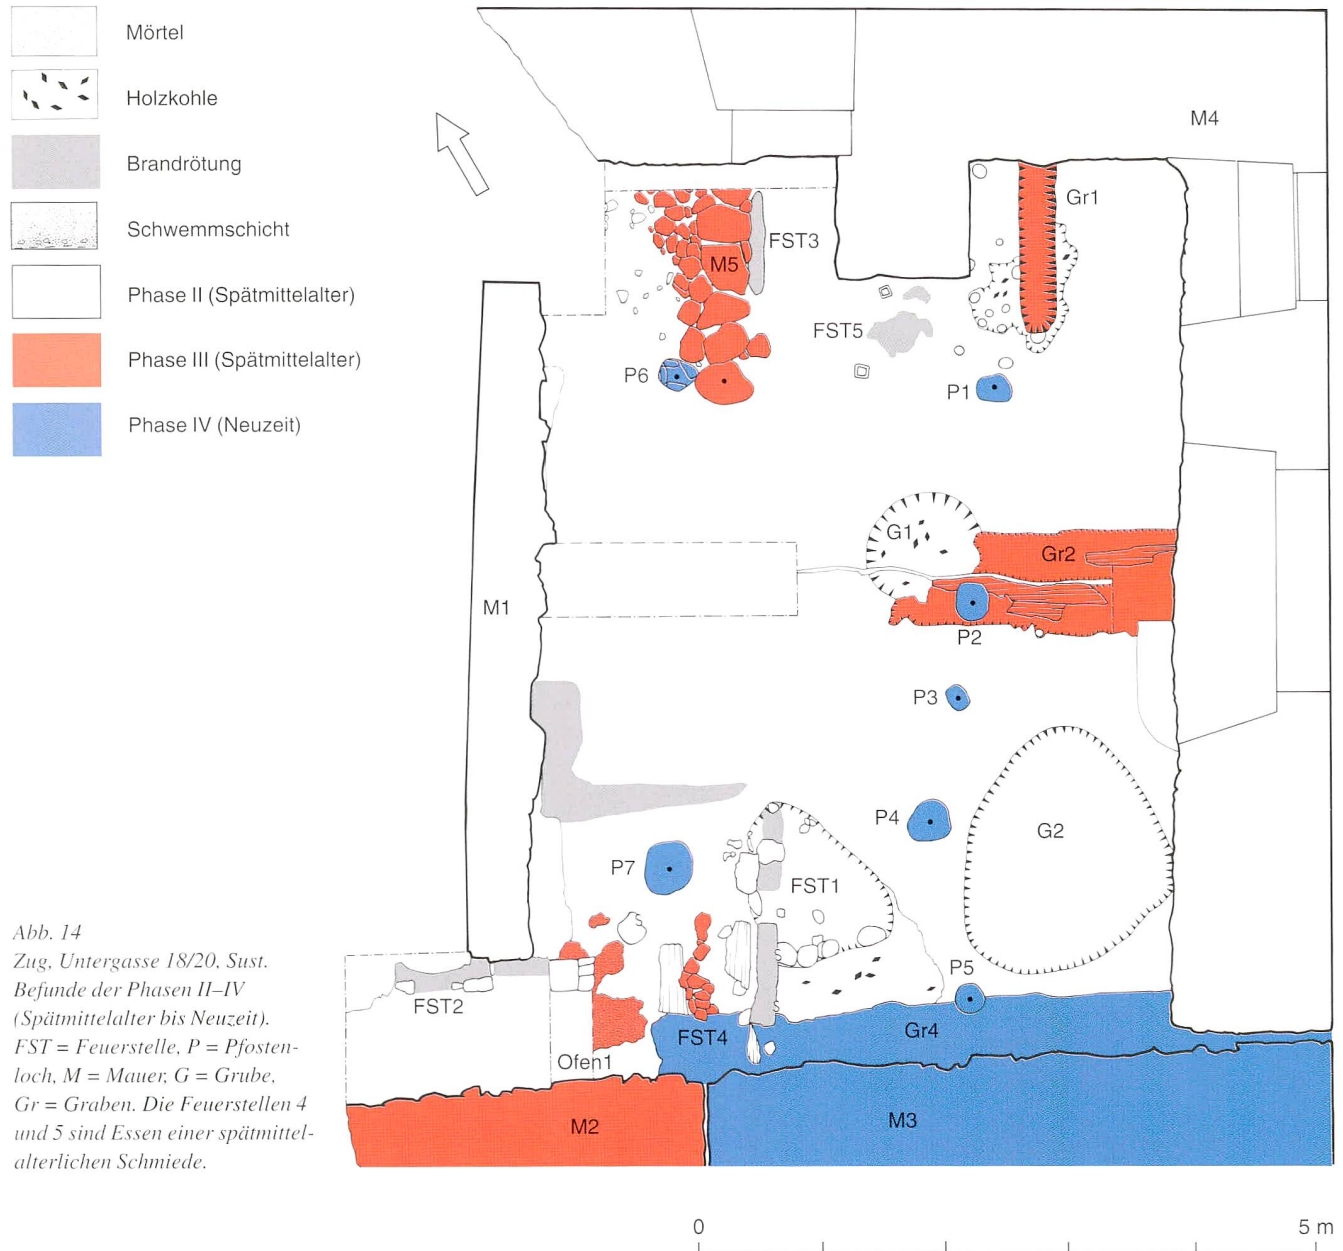 Mörtel
Holzkohle
Brandrötung
Schwemmschicht
Phase II (Spätmittelalter)
Phase III (Spätmittelalter)
Phase IV (Neuzeit)
M4
Gr1
FST3
M5
FST5
P6
P1
G1
Gr2
M1
P2
P3
P4
G2
P7
FST1
P5
FST2
FST4
Gr4
Ofen1
M2
M3
Abb. 14
Zug, Untergasse 18/20, Sust.
Befunde der Phasen II–IV
(Spätmittelalter bis Neuzeit).
FST = Feuerstelle, P = Pfosten-
loch, M = Mauer, G = Grube,
Gr = Graben. Die Feuerstellen 4
und 5 sind Essen einer spätmittel-
alterlichen Schmiede.
0
5 m